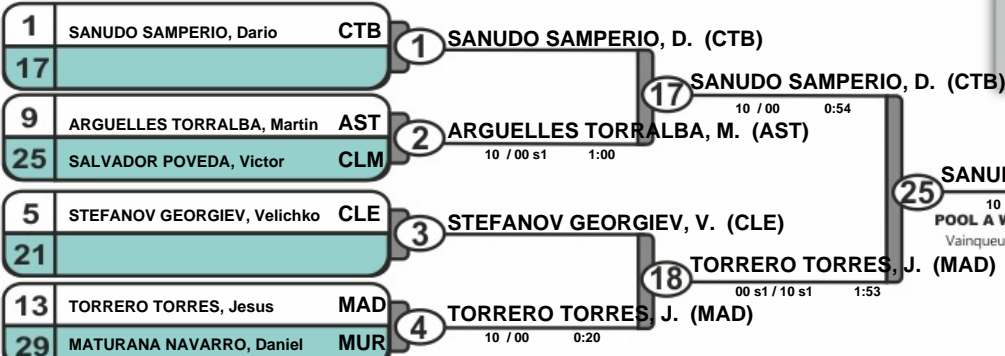 1 SANUDO SAMPERIO, Dario CTB
17
1 SANUDO SAMPERIO, D. (CTB)
9 ARGUELLES TORRALBA, Martin AST
25 SALVADOR POVEDA, Victor CLM
2 ARGUELLES TORRALBA, M. (AST)
10 / 00 s1 1:00
17 SANUDO SAMPERIO, D. (CTB)
10 / 00 0:54
5 STEFANOV GEORGIEV, Velichko CLE
21
3 STEFANOV GEORGIEV, V. (CLE)
13 TORRERO TORRES, Jesus MAD
29 MATURANA NAVARRO, Daniel MUR
4 TORRERO TORRES, J. (MAD)
10 / 00 0:20
18 TORRERO TORRES, J. (MAD)
00 s1 / 10 s1 1:53
25
10
POOL A